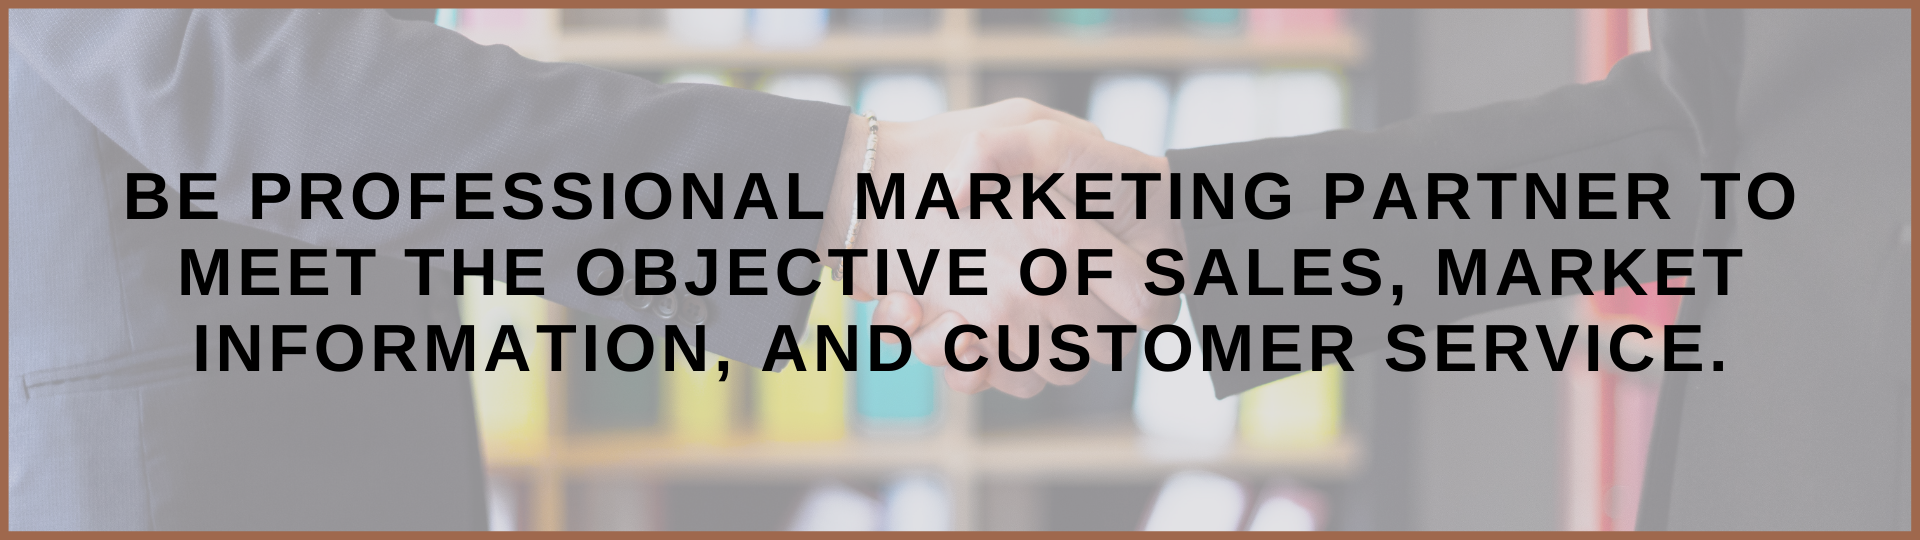 BE PROFESSIONAL MARKETING PARTNER TO
MEET THE OBJECTIVE OF SALES, MARKET
INFORMATION, AND CUSTOMER SERVICE.